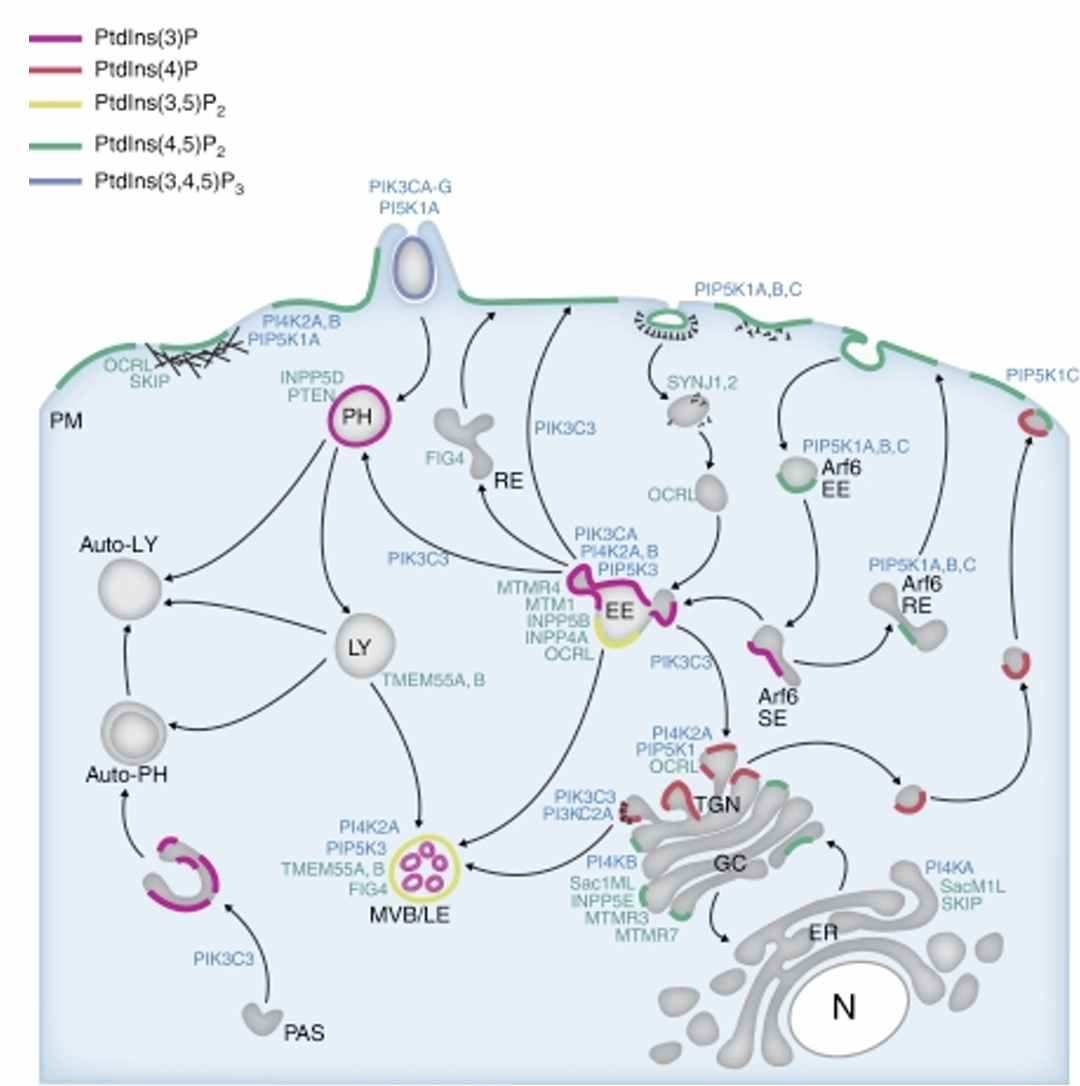 PtdIns(3)P
PtdIns(4)P
PtdIns(3,5)P2
PtdIns(4,5)P2
PtdIns(3,4,5)P3
PIK3CA-G
PI5K1A
PIP5K1A,B,C
PI4K2A,B
PIP5K1A
OCRL
SKIP
PM
INPP5D
PTEN
PH
FIG4
RE
PIK3C3
SYNJ1,2
OCRL
PIP5K1A,B,C
Arf6
EE
PIP5K1C
Auto-LY
PIK3C3
PIK3CA
PI4K2A,B
PIP5K3
MTMR4
MTM1
INPP5B
INPP4A
OCRL
EE
PIP5K1A,B,C
Arf6
RE
LY
TMEM55A, B
PIK3C3
Arf6
SE
Auto-PH
PI4K2A
PIP5K1
OCRL
TGN
PIK3C3
PI3KC2A
PI4K2A
PIP5K3
TMEM55A, B
FIG4
MVB/LE
PI4KB
GC
Sac1ML
INPP5E
MTMR3
MTMR7
PI4KA
SacM1L
SKIP
ER
PIK3C3
PAS
N